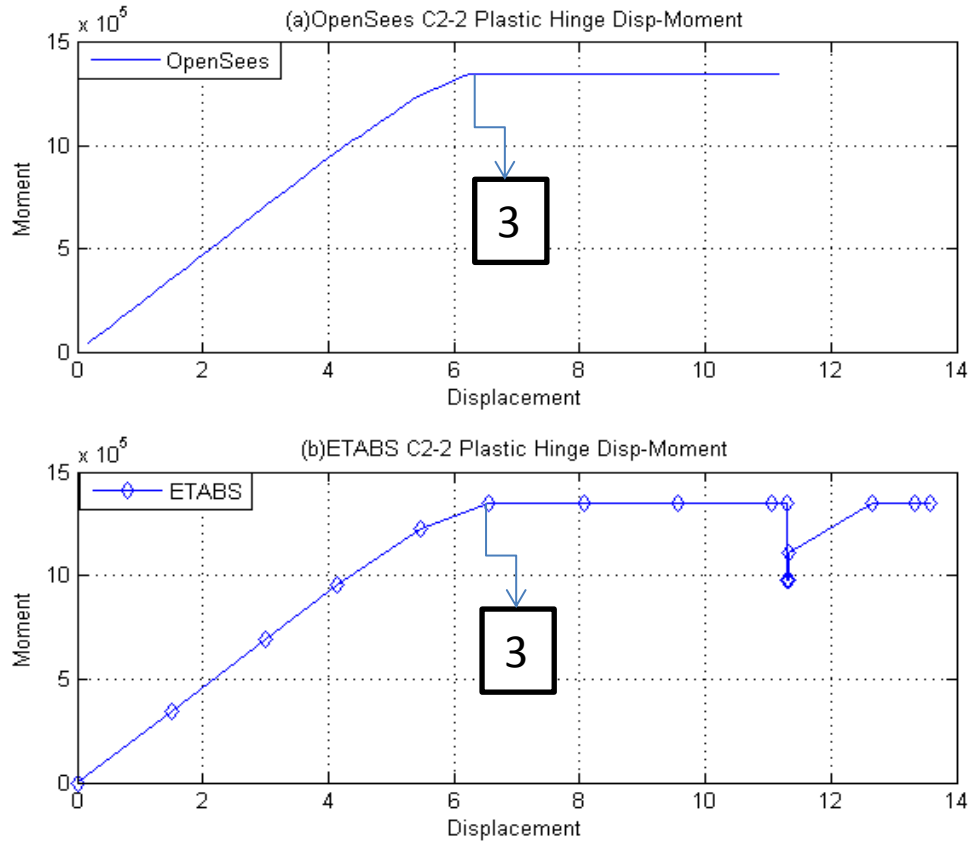 (a)OpenSees C2-2 Plastic Hinge Disp-Moment
x 10^5
15
OpenSees
10
Moment
3
5
0
0 2 4 6 8 10 12 14
Displacement
(b)ETABS C2-2 Plastic Hinge Disp-Moment
x 10^5
15
ETABS
10
Moment
3
5
0
0 2 4 6 8 10 12 14
Displacement